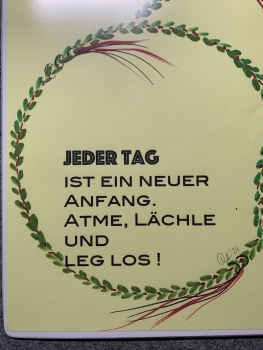 JEDER TAG
IST EIN NEUER
ANFANG.
ATME, LÄCHLE
UND
LEG LOS !